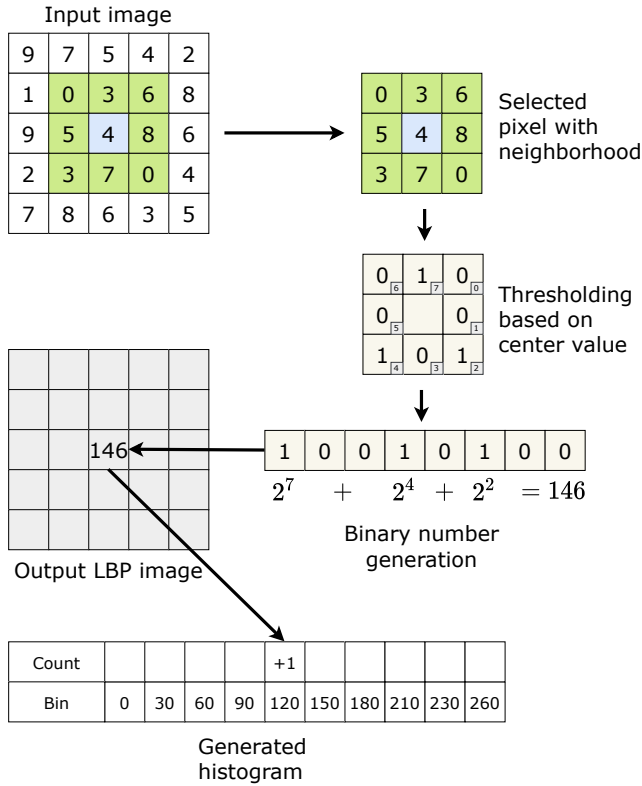 Input image
9 7 5 4 2
1 0 3 6 8
9 5 4 8 6
2 3 7 0 4
7 8 6 3 5
0 3 6
5 4 8
3 7 0
Selected
pixel with
neighborhood
0 6 1 7 0 0
0 5 0 1
1 4 0 3 1 2
Thresholding
based on
center value
1 0 0 1 0 1 0 0
2^7 + 2^4 + 2^2 = 146
Binary number
generation
146
Output LBP image
Count +1
Bin 0 30 60 90 120 150 180 210 230 260
Generated
histogram